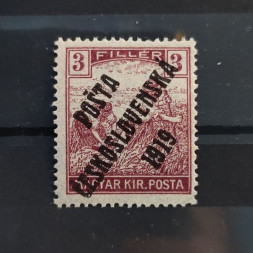 FILLÉR
3 3
POŠTA
ČESKOSLOVENSKÁ
1919
MAGYAR KIR. POSTA